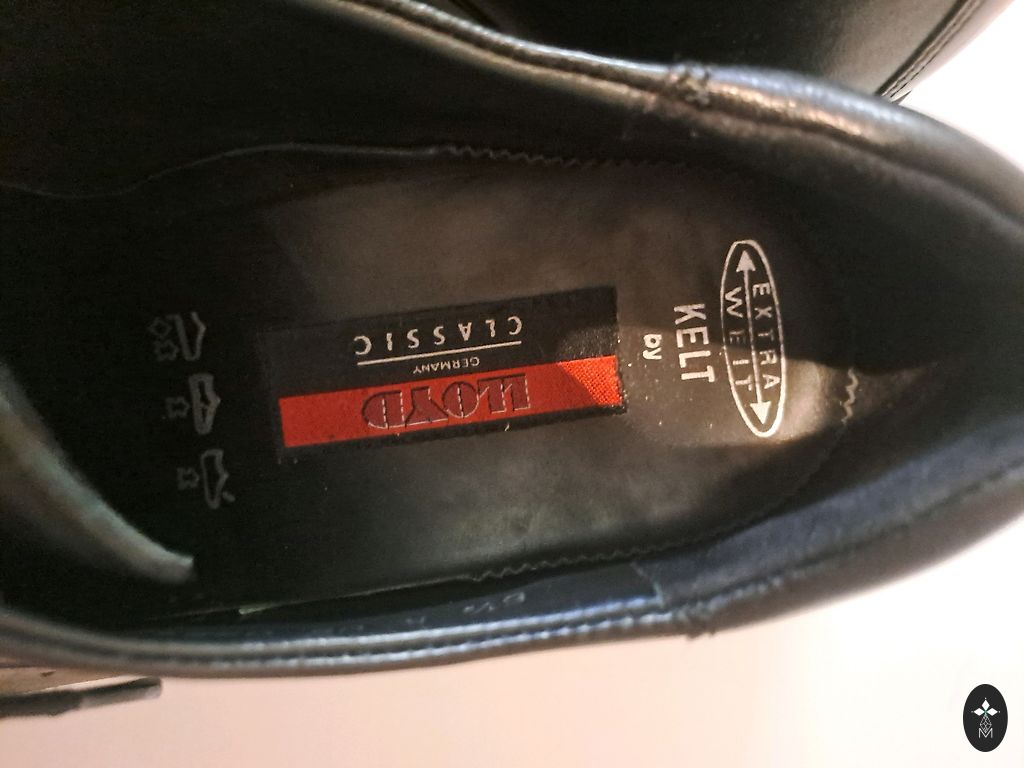 LLOYD
GERMANY
CLASSIC
EXTRA
WEIT
by
KELT